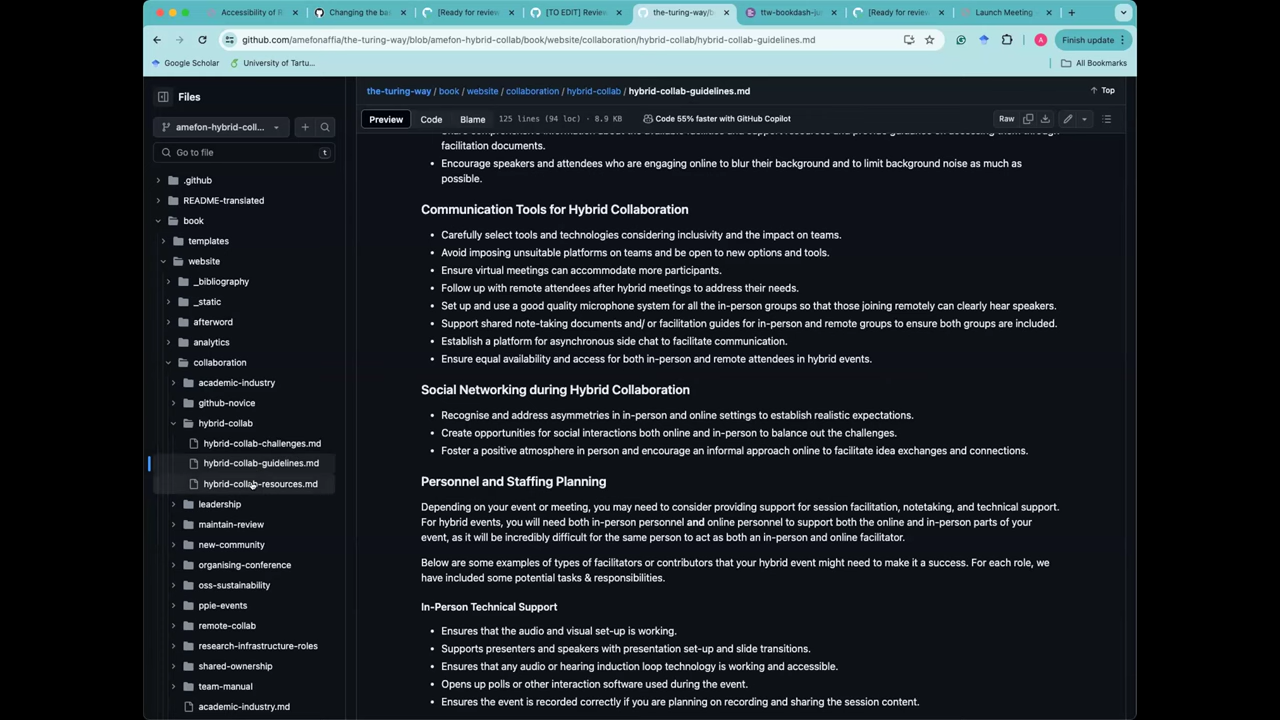 Accessibility of R
Changing the ba
[Ready for review
[TO EDIT] Review
the-turing-way/b
ttw-bookdash-ju
[Ready for review
Launch Meeting -
github.com/amefonaffia/the-turing-way/blob/amefon-hybrid-collab/book/website/collaboration/hybrid-collab/hybrid-collab-guidelines.md
A
Finish update
Google Scholar
University of Tartu...
All Bookmarks
Files
the-turing-way / book / website / collaboration / hybrid-collab / hybrid-collab-guidelines.md
Top
amefon-hybrid-coll...
Preview
Code
Blame
125 lines (94 loc) · 8.9 KB
Code 55% faster with GitHub Copilot
Raw
Go to file
t
.github
README-translated
book
templates
website
_bibliography
_static
afterword
analytics
collaboration
academic-industry
github-novice
hybrid-collab
hybrid-collab-challenges.md
hybrid-collab-guidelines.md
hybrid-collab-resources.md
leadership
maintain-review
new-community
organising-conference
oss-sustainability
ppie-events
remote-collab
research-infrastructure-roles
shared-ownership
team-manual
academic-industry.md
Share comprehensive information about the available facilities and support resources and provide guidance on accessing them through
facilitation documents.
Encourage speakers and attendees who are engaging online to blur their background and to limit background noise as much as
possible.
Communication Tools for Hybrid Collaboration
Carefully select tools and technologies considering inclusivity and the impact on teams.
Avoid imposing unsuitable platforms on teams and be open to new options and tools.
Ensure virtual meetings can accommodate more participants.
Follow up with remote attendees after hybrid meetings to address their needs.
Set up and use a good quality microphone system for all the in-person groups so that those joining remotely can clearly hear speakers.
Support shared note-taking documents and/ or facilitation guides for in-person and remote groups to ensure both groups are included.
Establish a platform for asynchronous side chat to facilitate communication.
Ensure equal availability and access for both in-person and remote attendees in hybrid events.
Social Networking during Hybrid Collaboration
Recognise and address asymmetries in in-person and online settings to establish realistic expectations.
Create opportunities for social interactions both online and in-person to balance out the challenges.
Foster a positive atmosphere in person and encourage an informal approach online to facilitate idea exchanges and connections.
Personnel and Staffing Planning
Depending on your event or meeting, you may need to consider providing support for session facilitation, notetaking, and technical support.
For hybrid events, you will need both in-person personnel and online personnel to support both the online and in-person parts of your
event, as it will be incredibly difficult for the same person to act as both an in-person and online facilitator.
Below are some examples of types of facilitators or contributors that your hybrid event might need to make it a success. For each role, we
have included some potential tasks & responsibilities.
In-Person Technical Support
Ensures that the audio and visual set-up is working.
Supports presenters and speakers with presentation set-up and slide transitions.
Ensures that any audio or hearing induction loop technology is working and accessible.
Opens up polls or other interaction software used during the event.
Ensures the event is recorded correctly if you are planning on recording and sharing the session content.